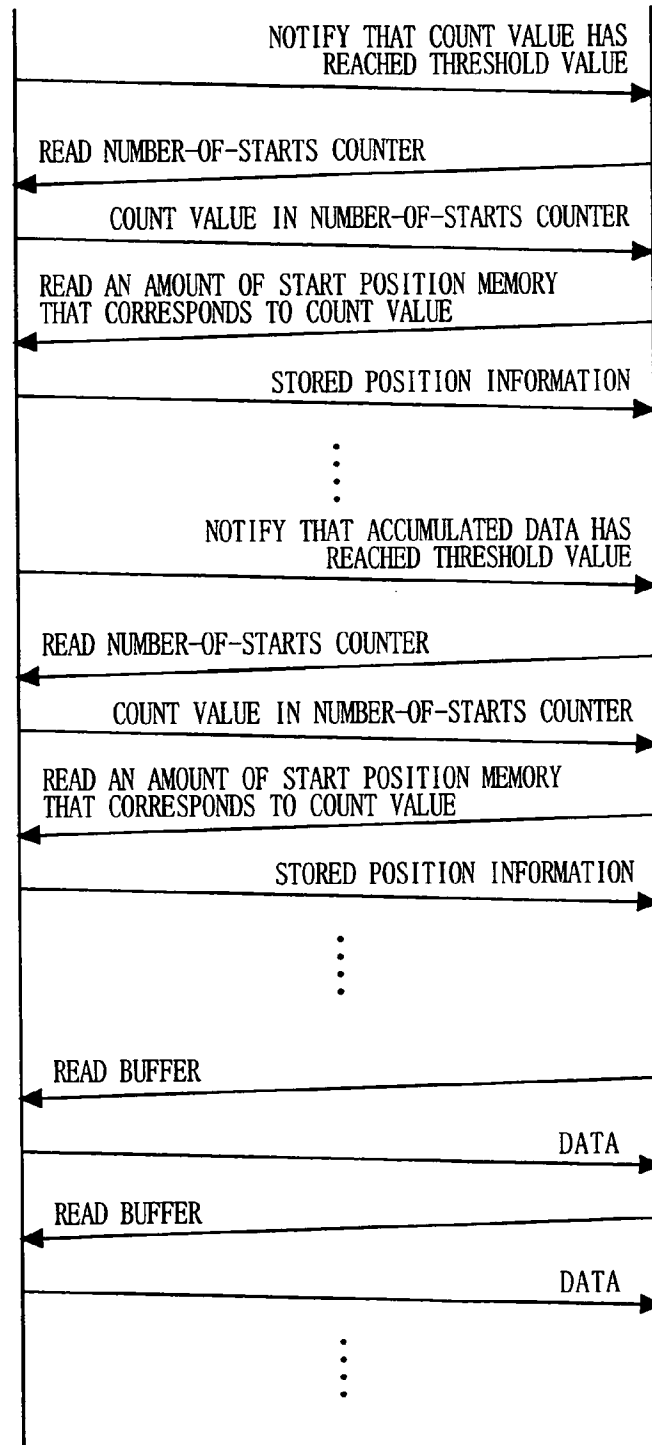 NOTIFY THAT COUNT VALUE HAS
REACHED THRESHOLD VALUE
READ NUMBER-OF-STARTS COUNTER
COUNT VALUE IN NUMBER-OF-STARTS COUNTER
READ AN AMOUNT OF START POSITION MEMORY
THAT CORRESPONDS TO COUNT VALUE
STORED POSITION INFORMATION
NOTIFY THAT ACCUMULATED DATA HAS
REACHED THRESHOLD VALUE
READ NUMBER-OF-STARTS COUNTER
COUNT VALUE IN NUMBER-OF-STARTS COUNTER
READ AN AMOUNT OF START POSITION MEMORY
THAT CORRESPONDS TO COUNT VALUE
STORED POSITION INFORMATION
READ BUFFER
DATA
READ BUFFER
DATA